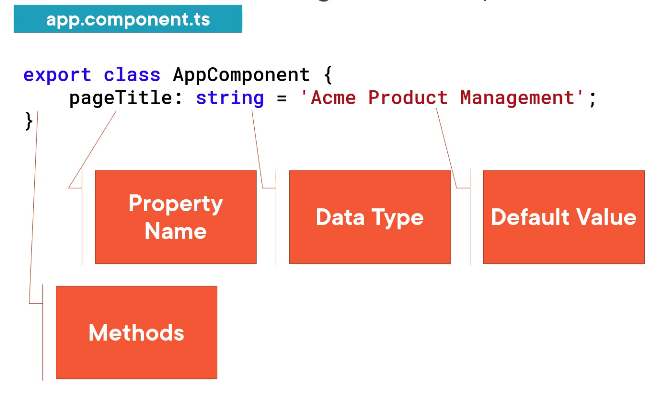 app.component.ts
export class AppComponent {
pageTitle: string = 'Acme Product Management';
}
Property
Name
Data Type
Default Value
Methods